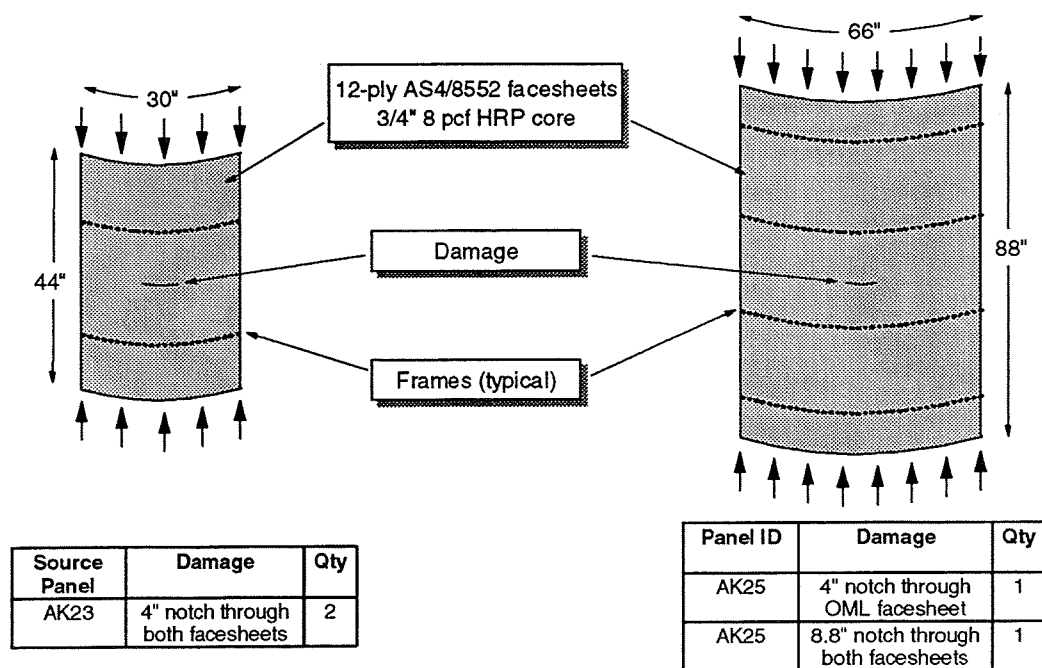 66"
30"
12-ply AS4/8552 facesheets
3/4" 8 pcf HRP core
Damage
44"
88"
Frames (typical)
Source Panel
Damage
Qty
AK23
4" notch through
both facesheets
2
Panel ID
Damage
Qty
AK25
4" notch through
OML facesheet
1
AK25
8.8" notch through
both facesheets
1